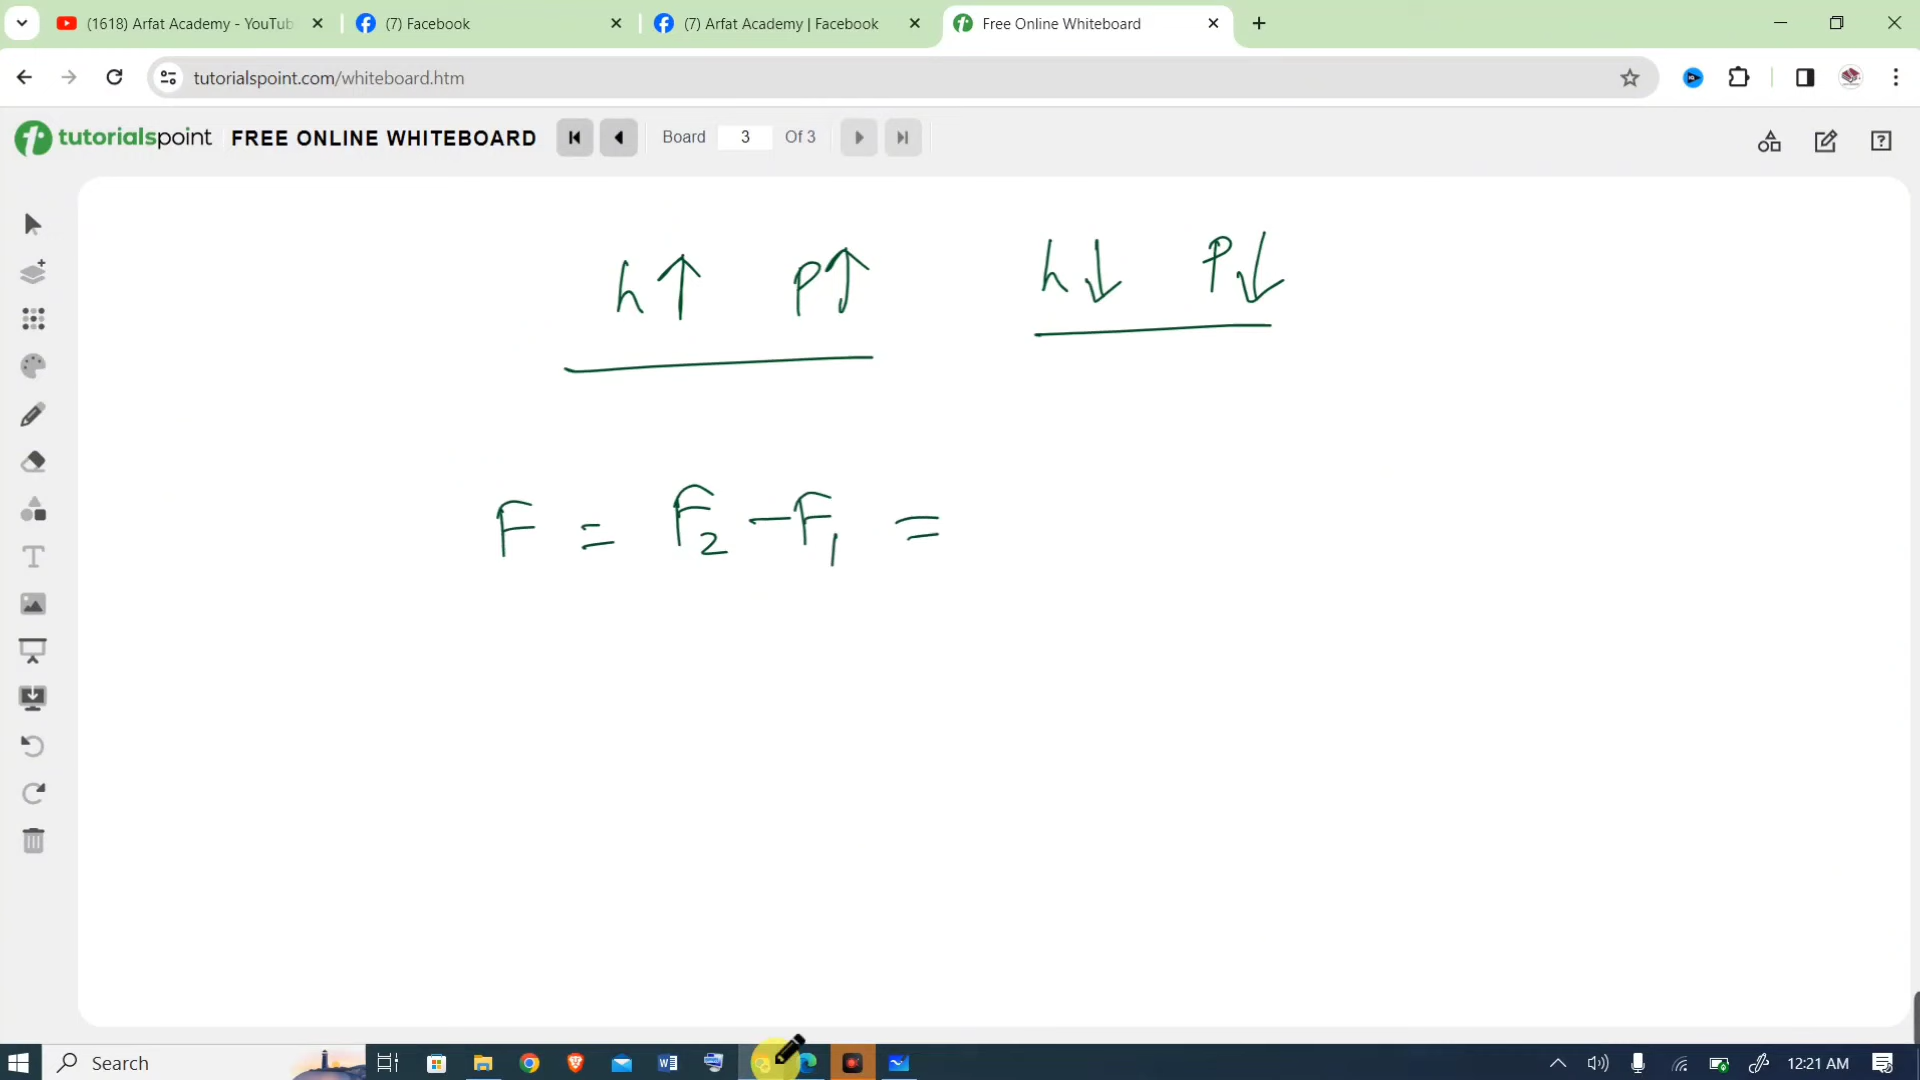 (1618) Arfat Academy - YouTub
(7) Facebook
(7) Arfat Academy | Facebook
Free Online Whiteboard
tutorialspoint.com/whiteboard.htm
tutorialspoint FREE ONLINE WHITEBOARD Board 3 Of 3
h↑ P↑ h↓ P↓
F = F₂ − F₁ =
Search
12:21 AM